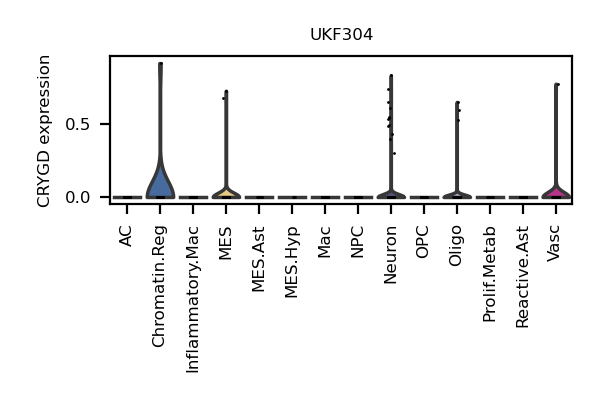 UKF304
CRYGD expression
0.5
0.0
AC
Chromatin.Reg
Inflammatory.Mac
MES
MES.Ast
MES.Hyp
Mac
NPC
Neuron
OPC
Oligo
Prolif.Metab
Reactive.Ast
Vasc